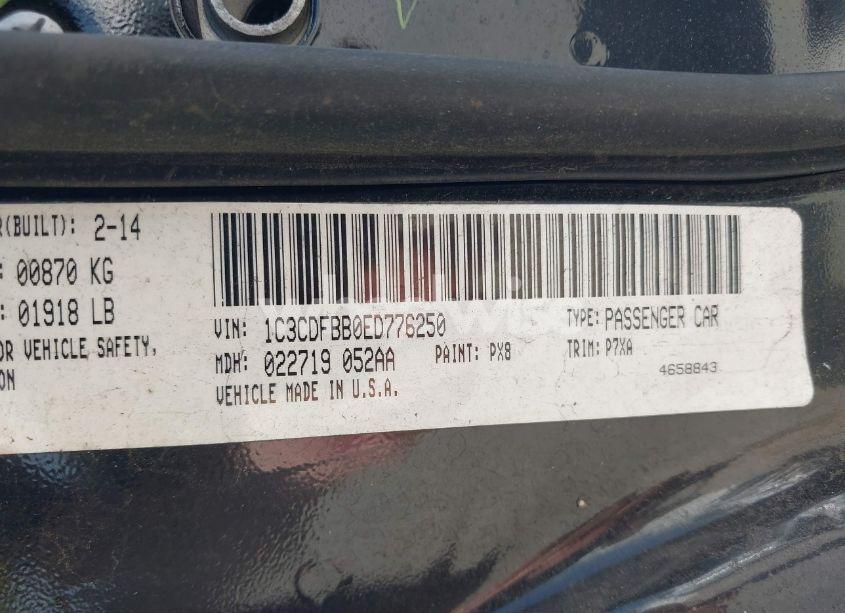 R(BUILT): 2-14
: 00870 KG
: 01918 LB
OR VEHICLE SAFETY,
ON
VIN: 1C3CDFBB0ED776250 TYPE: PASSENGER CAR
MDH: 022719 052AA PAINT: PX8 TRIM: P7XA
VEHICLE MADE IN U.S.A. 4658843